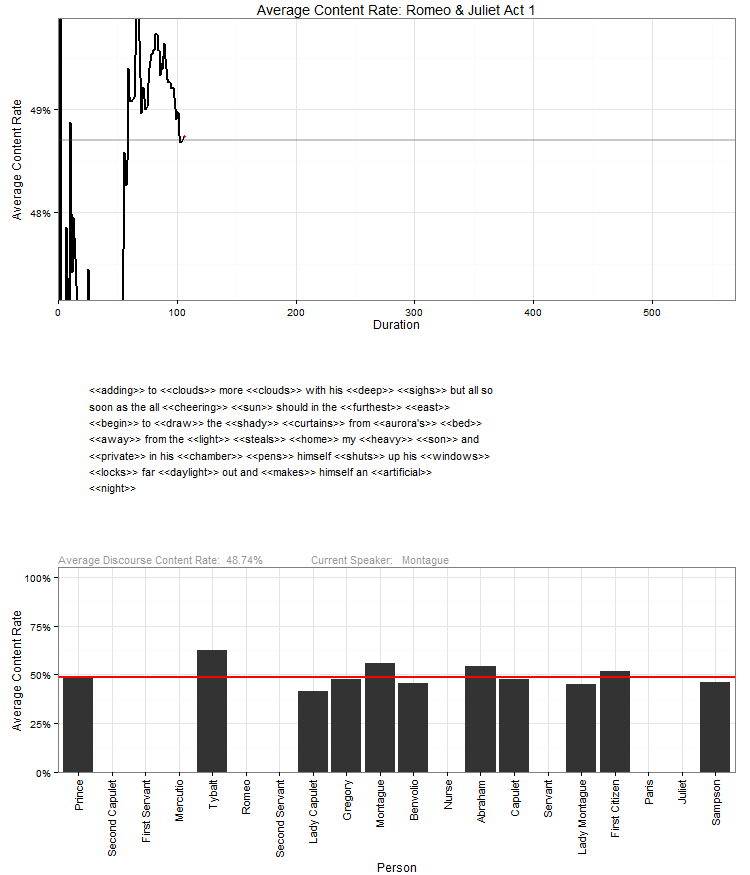 Average Content Rate: Romeo & Juliet Act 1
Average Content Rate
49%
48%
0
100
200
300
400
500
Duration
<<adding>> to <<clouds>> more <<clouds>> with his <<deep>> <<sighs>> but all so
soon as the all <<cheering>> <<sun>> should in the <<furthest>> <<east>>
<<begin>> to <<draw>> the <<shady>> <<curtains>> from <<aurora's>> <<bed>>
<<away>> from the <<light>> <<steals>> <<home>> my <<heavy>> <<son>> and
<<private>> in his <<chamber>> <<pens>> himself <<shuts>> up his <<windows>>
<<locks>> far <<daylight>> out and <<makes>> himself an <<artificial>>
<<night>>
Average Discourse Content Rate: 48.74%
Current Speaker: Montague
Average Content Rate
100%
75%
50%
25%
0%
Prince
Second Capulet
First Servant
Mercutio
Tybalt
Romeo
Second Servant
Lady Capulet
Gregory
Montague
Benvolio
Nurse
Abraham
Capulet
Servant
Lady Montague
First Citizen
Paris
Juliet
Sampson
Person